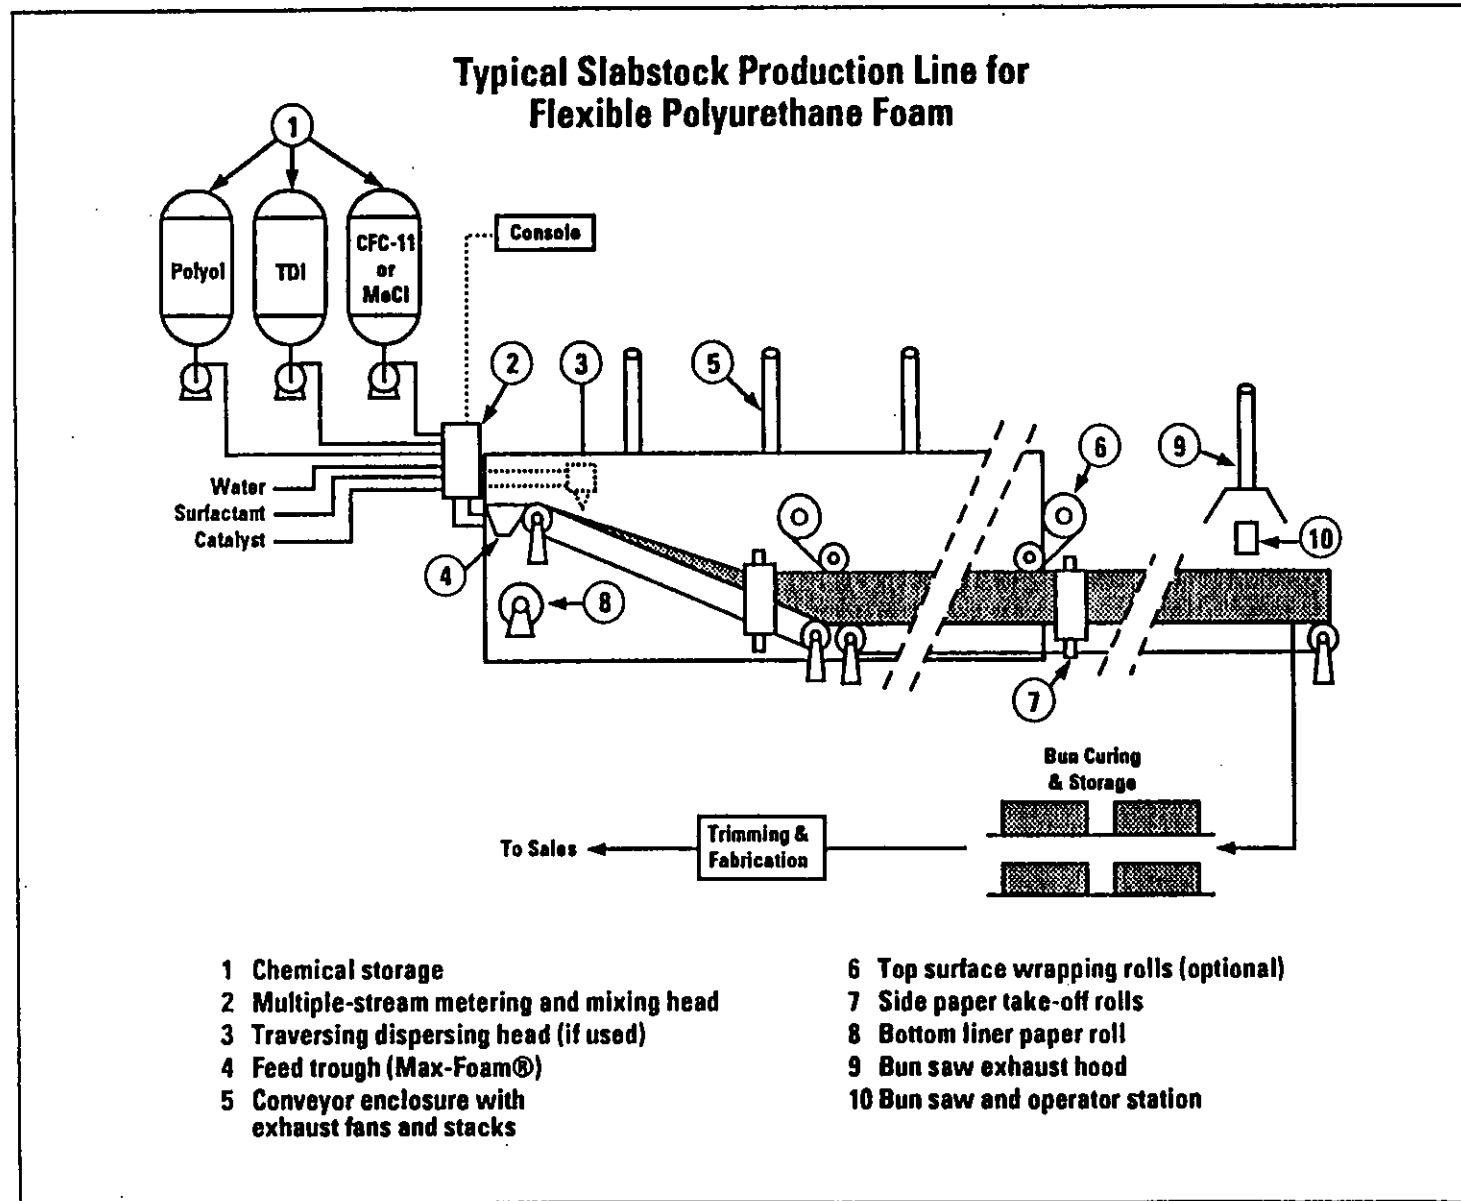 Typical Slabstock Production Line for
Flexible Polyurethane Foam
1
Polyol
TDI
CFC-11
or
MeCl
Console
2
3
5
6
9
Water
Surfactant
Catalyst
4
8
10
7
Bun Curing
& Storage
To Sales
Trimming &
Fabrication
1 Chemical storage
2 Multiple-stream metering and mixing head
3 Traversing dispersing head (if used)
4 Feed trough (Max-Foam®)
5 Conveyor enclosure with
exhaust fans and stacks
6 Top surface wrapping rolls (optional)
7 Side paper take-off rolls
8 Bottom liner paper roll
9 Bun saw exhaust hood
10 Bun saw and operator station